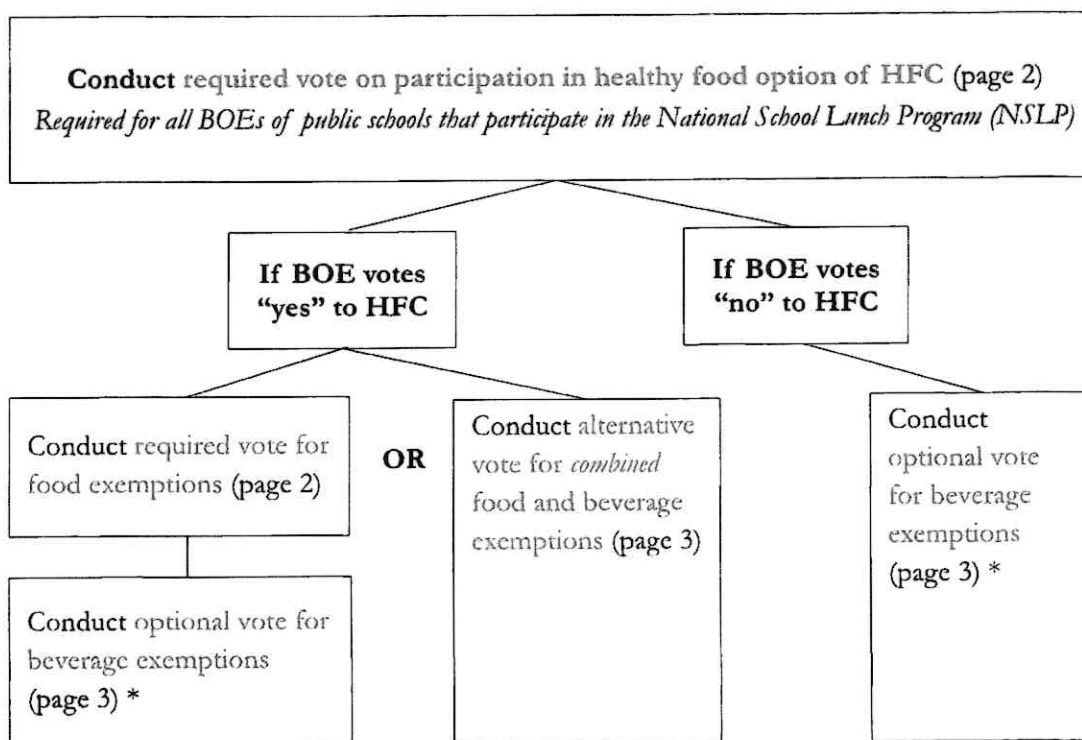 Conduct required vote on participation in healthy food option of HFC (page 2)
Required for all BOEs of public schools that participate in the National School Lunch Program (NSLP)
If BOE votes
“yes” to HFC
If BOE votes
“no” to HFC
Conduct required vote for
food exemptions (page 2)
OR
Conduct alternative
vote for combined
food and beverage
exemptions (page 3)
Conduct
optional vote
for beverage
exemptions
(page 3) *
Conduct optional vote for
beverage exemptions
(page 3) *